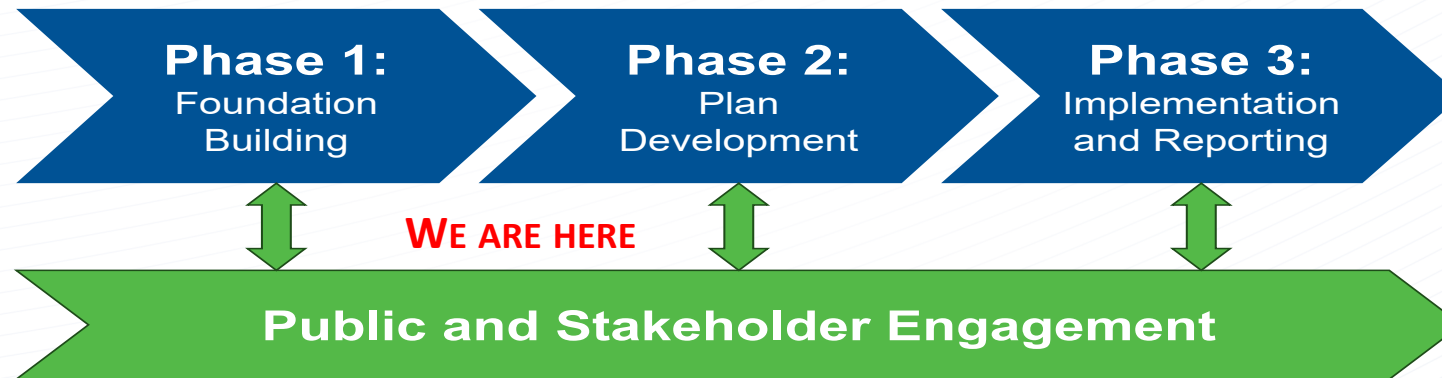 Phase 1:
Foundation
Building
Phase 2:
Plan
Development
Phase 3:
Implementation
and Reporting
WE ARE HERE
Public and Stakeholder Engagement